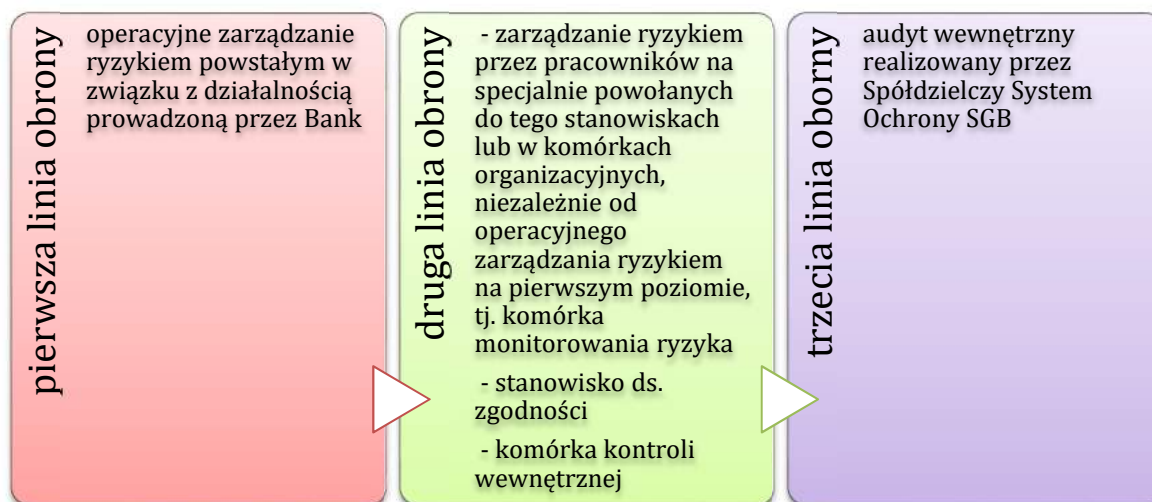 pierwsza linia obrony
operacyjne zarządzanie
ryzykiem powstałym w
związku z działalnością
prowadzoną przez Bank
druga linia obrony
- zarządzanie ryzykiem
przez pracowników na
specjalnie powołanych
do tego stanowiskach
lub w komórkach
organizacyjnych,
niezależnie od
operacyjnego
zarządzania ryzykiem
na pierwszym poziomie,
tj. komórka
monitorowania ryzyka
- stanowisko ds.
zgodności
- komórka kontroli
wewnętrznej
trzecia linia oborny
audyt wewnętrzny
realizowany przez
Spółdzielczy System
Ochrony SGB